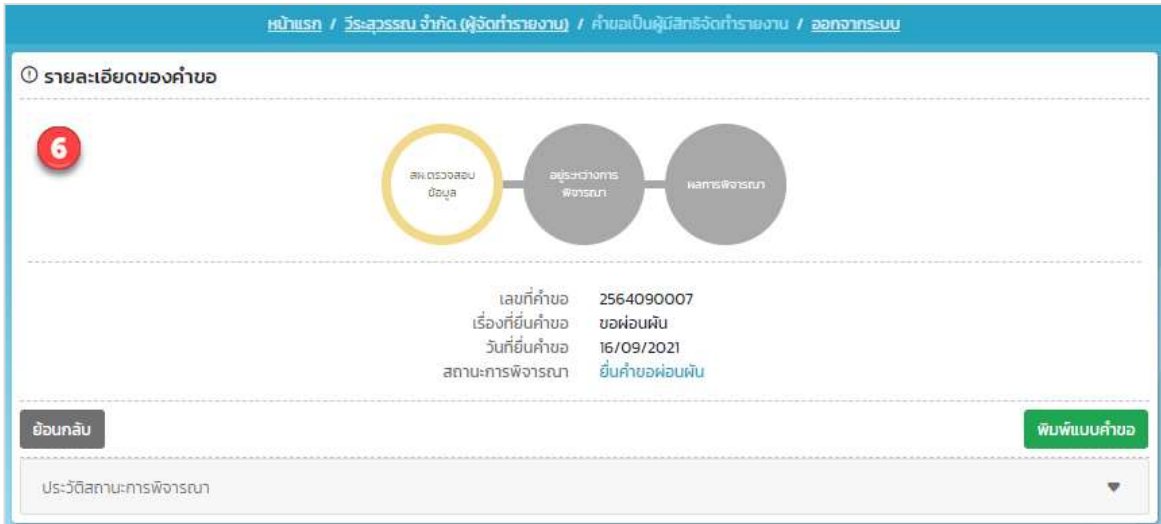 หน้าแรก / วีระสุวรรณ จำกัด (ผู้จัดทำรายงาน) / คำขอเป็นผู้มีสิทธิจัดทำรายงาน / ออกจากระบบ
รายละเอียดของคำขอ
6
สผ.ตรวจสอบ
ข้อมูล
อยู่ระหว่างการ
พิจารณา
ผลการพิจารณา
เลขที่คำขอ 2564090007
เรื่องที่ยื่นคำขอ ขอผ่อนผัน
วันที่ยื่นคำขอ 16/09/2021
สถานะการพิจารณา ยื่นคำขอผ่อนผัน
ย้อนกลับ
พิมพ์แบบคำขอ
ประวัติสถานะการพิจารณา